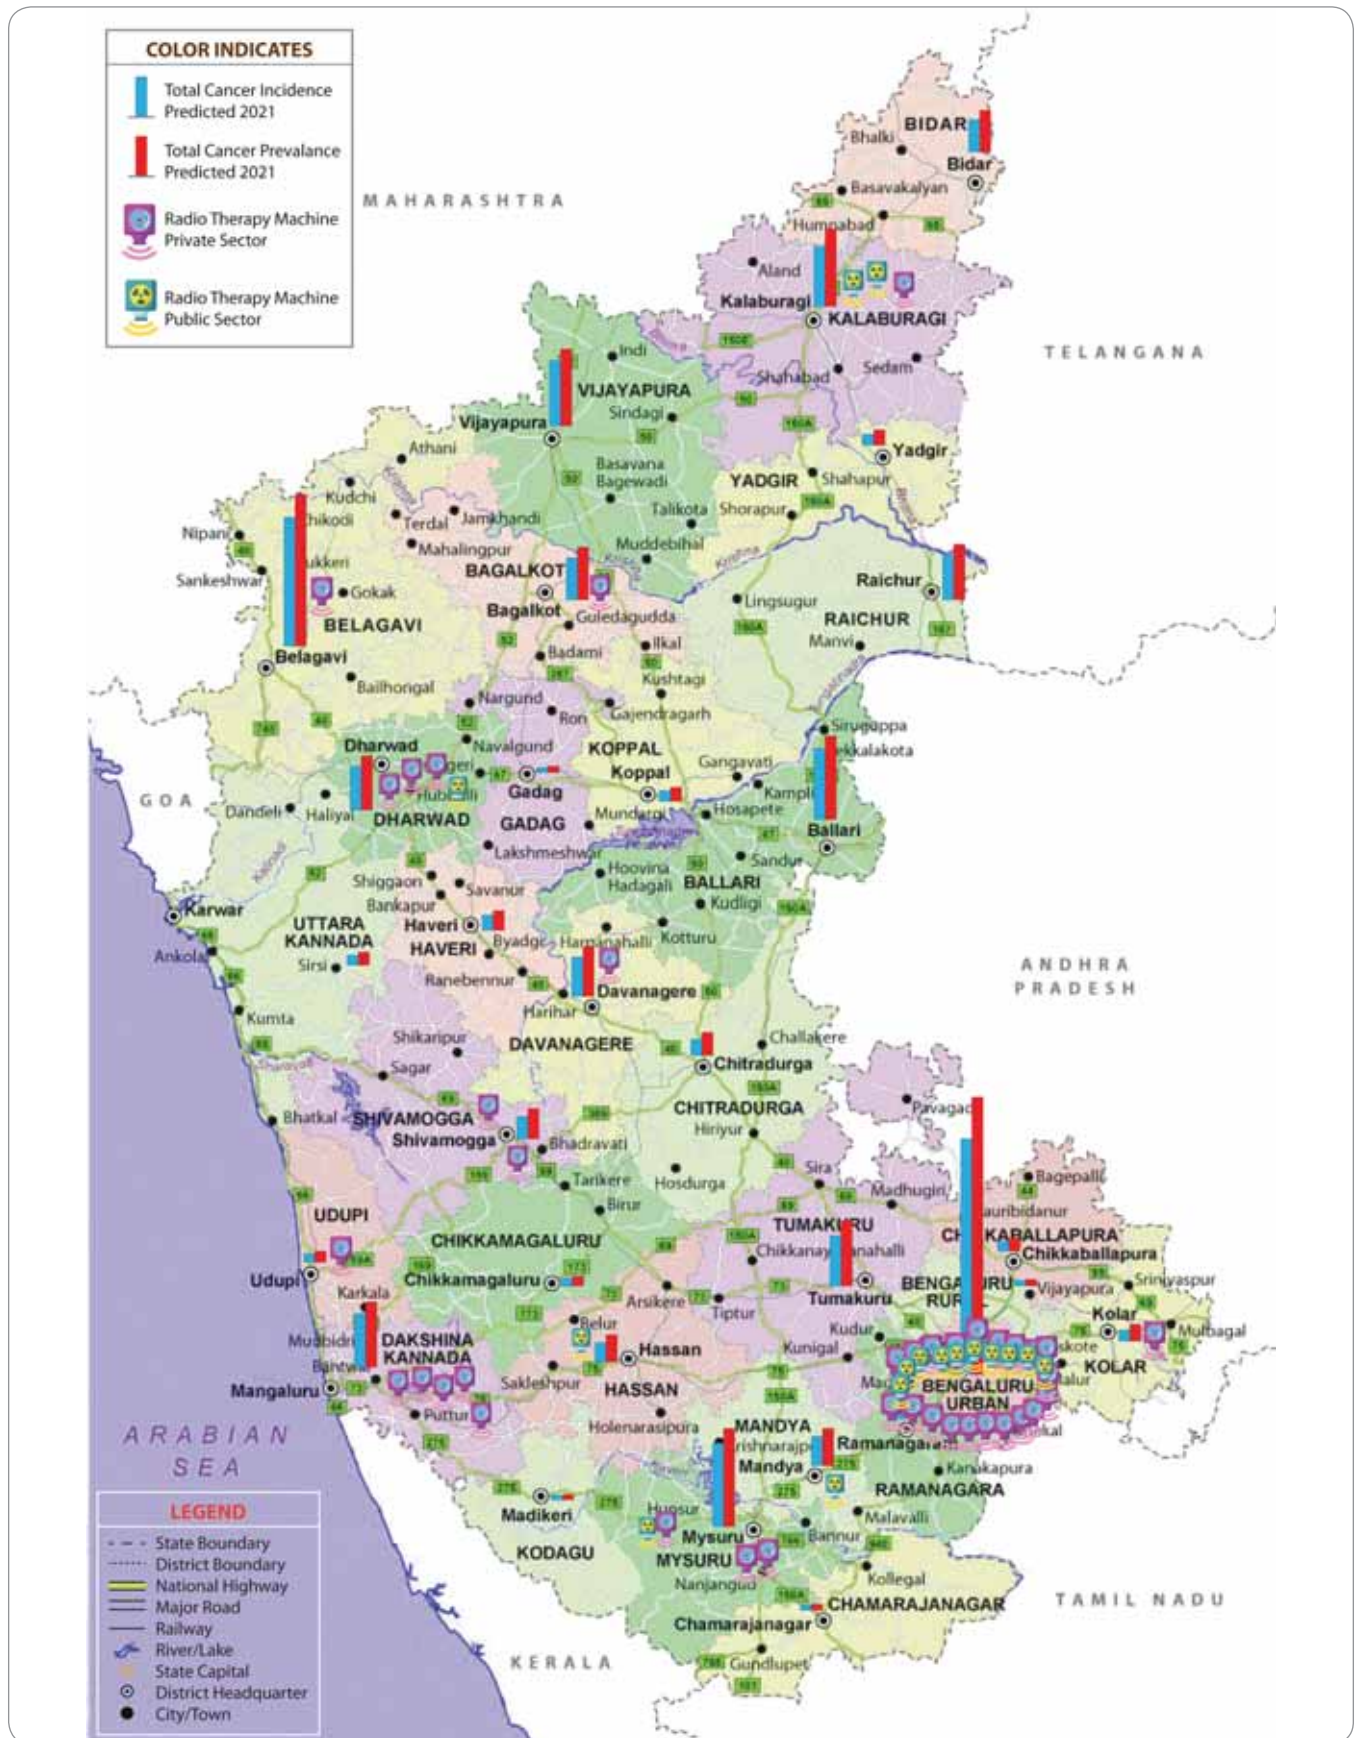 COLOR INDICATES
Total Cancer Incidence
Predicted 2021
Total Cancer Prevalance
Predicted 2021
Radio Therapy Machine
Private Sector
Radio Therapy Machine
Public Sector
MAHARASHTRA
BIDAR
Bhalki
Bidar
Basavakalyan
Humnabad
Aland
Kalaburagi
KALABURAGI
TELANGANA
Indi
Shahabad
Sedam
VIJAYAPURA
Sindagi
Vijayapura
Athani
Yadgir
Basavana
Bagewadi
YADGIR
Shahapur
Kudchi
Talikota
Shorapur
Terdal
Jamkhandi
Nipani
Mahalingpur
Muddebihal
Krishna
Sankeshwar
BAGALKOT
Raichur
Gokak
Bagalkot
Lingsugur
BELAGAVI
Guledagudda
RAICHUR
Belagavi
Badami
Ilkal
Manvi
Bailhongal
Kushtagi
Nargund
Ron
Gajendragarh
Siruguppa
Dharwad
Navalgund
KOPPAL
Gangavati
Koppal
Kampli
GOA
Gadag
Dandeli
Haliyal
DHARWAD
GADAG
Mundargi
Hosapete
Ballari
Lakshmeshwar
Sandur
Shiggaon
Savanur
Hoovina
Hadagali
BALLARI
Bankapur
Kudligi
Karwar
UTTARA
KANNADA
Haveri
HAVERI
Harpanahalli
Kotturu
Ankola
Sirsi
Ranebennur
Davanagere
ANDHRA
PRADESH
Harihar
Kumta
Shikaripur
DAVANAGERE
Challakere
Sagar
Chitradurga
Bhatkal
SHIVAMOGGA
CHITRADURGA
Shivamogga
Bhadravati
Hiriyur
Tarikere
Hosdurga
Sira
Madhugiri
Bagepalli
Birur
UDUPI
TUMAKURU
CHIKKAMAGALURU
Chikkaballapura
Udupi
Chikkamagaluru
Vijayapura
Srinivaspur
Karkala
Arsikere
Tiptur
Tumakuru
Kolar
Belur
Kudur
Mulbagal
DAKSHINA
KANNADA
Hassan
Kunigal
KOLAR
Mangaluru
Sakleshpur
HASSAN
BENGALURU
URBAN
Puttur
Holenarasipura
MANDYA
Ramanagaram
ARABIAN
SEA
Mandya
Kanakapura
RAMANAGARA
Madikeri
Hunsur
Malavalli
KODAGU
Mysuru
Bannur
MYSURU
Nanjangud
Kollegal
CHAMARAJANAGAR
TAMIL NADU
Chamarajanagar
KERALA
Gundlupet
LEGEND
State Boundary
District Boundary
National Highway
Major Road
Railway
River/Lake
State Capital
District Headquarter
City/Town